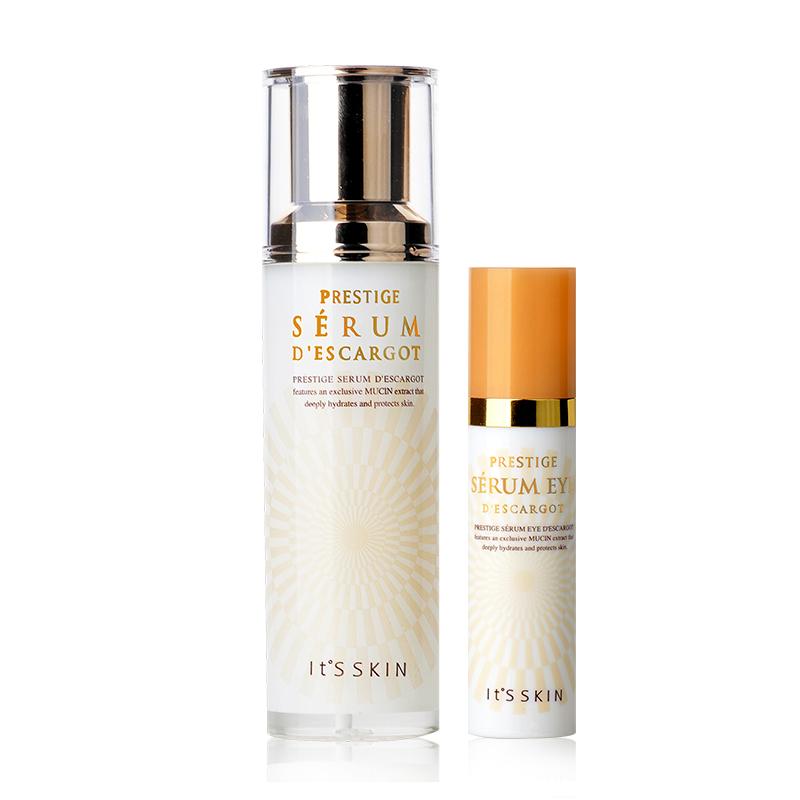 PRESTIGE
SÉRUM
D'ESCARGOT
PRESTIGE SERUM D'ESCARGOT
features an exclusive MUCIN extract that
deeply hydrates and protects skin.
It'S SKIN
PRESTIGE
SÉRUM EYE
D'ESCARGOT
PRESTIGE SÉRUM EYE D'ESCARGOT
features an exclusive MUCIN extract that
deeply hydrates and protects skin.
It'S SKIN